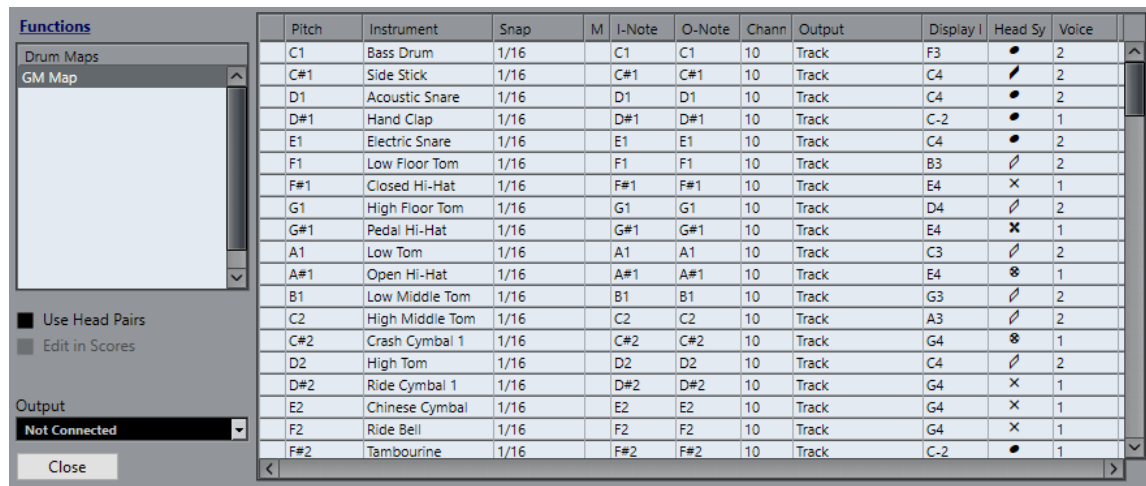 Functions
Drum Maps
GM Map
Use Head Pairs
Edit in Scores
Output
Not Connected
Close
Pitch Instrument Snap M I-Note O-Note Chann Output Display I Head Sy Voice
C1 Bass Drum 1/16 C1 C1 10 Track F3 2
C#1 Side Stick 1/16 C#1 C#1 10 Track C4 2
D1 Acoustic Snare 1/16 D1 D1 10 Track C4 2
D#1 Hand Clap 1/16 D#1 D#1 10 Track C-2 1
E1 Electric Snare 1/16 E1 E1 10 Track C4 2
F1 Low Floor Tom 1/16 F1 F1 10 Track B3 2
F#1 Closed Hi-Hat 1/16 F#1 F#1 10 Track E4 1
G1 High Floor Tom 1/16 G1 G1 10 Track D4 2
G#1 Pedal Hi-Hat 1/16 G#1 G#1 10 Track E4 1
A1 Low Tom 1/16 A1 A1 10 Track C3 2
A#1 Open Hi-Hat 1/16 A#1 A#1 10 Track E4 1
B1 Low Middle Tom 1/16 B1 B1 10 Track G3 2
C2 High Middle Tom 1/16 C2 C2 10 Track A3 2
C#2 Crash Cymbal 1 1/16 C#2 C#2 10 Track G4 1
D2 High Tom 1/16 D2 D2 10 Track C4 2
D#2 Ride Cymbal 1 1/16 D#2 D#2 10 Track G4 1
E2 Chinese Cymbal 1/16 E2 E2 10 Track G4 1
F2 Ride Bell 1/16 F2 F2 10 Track G4 1
F#2 Tambourine 1/16 F#2 F#2 10 Track C-2 1